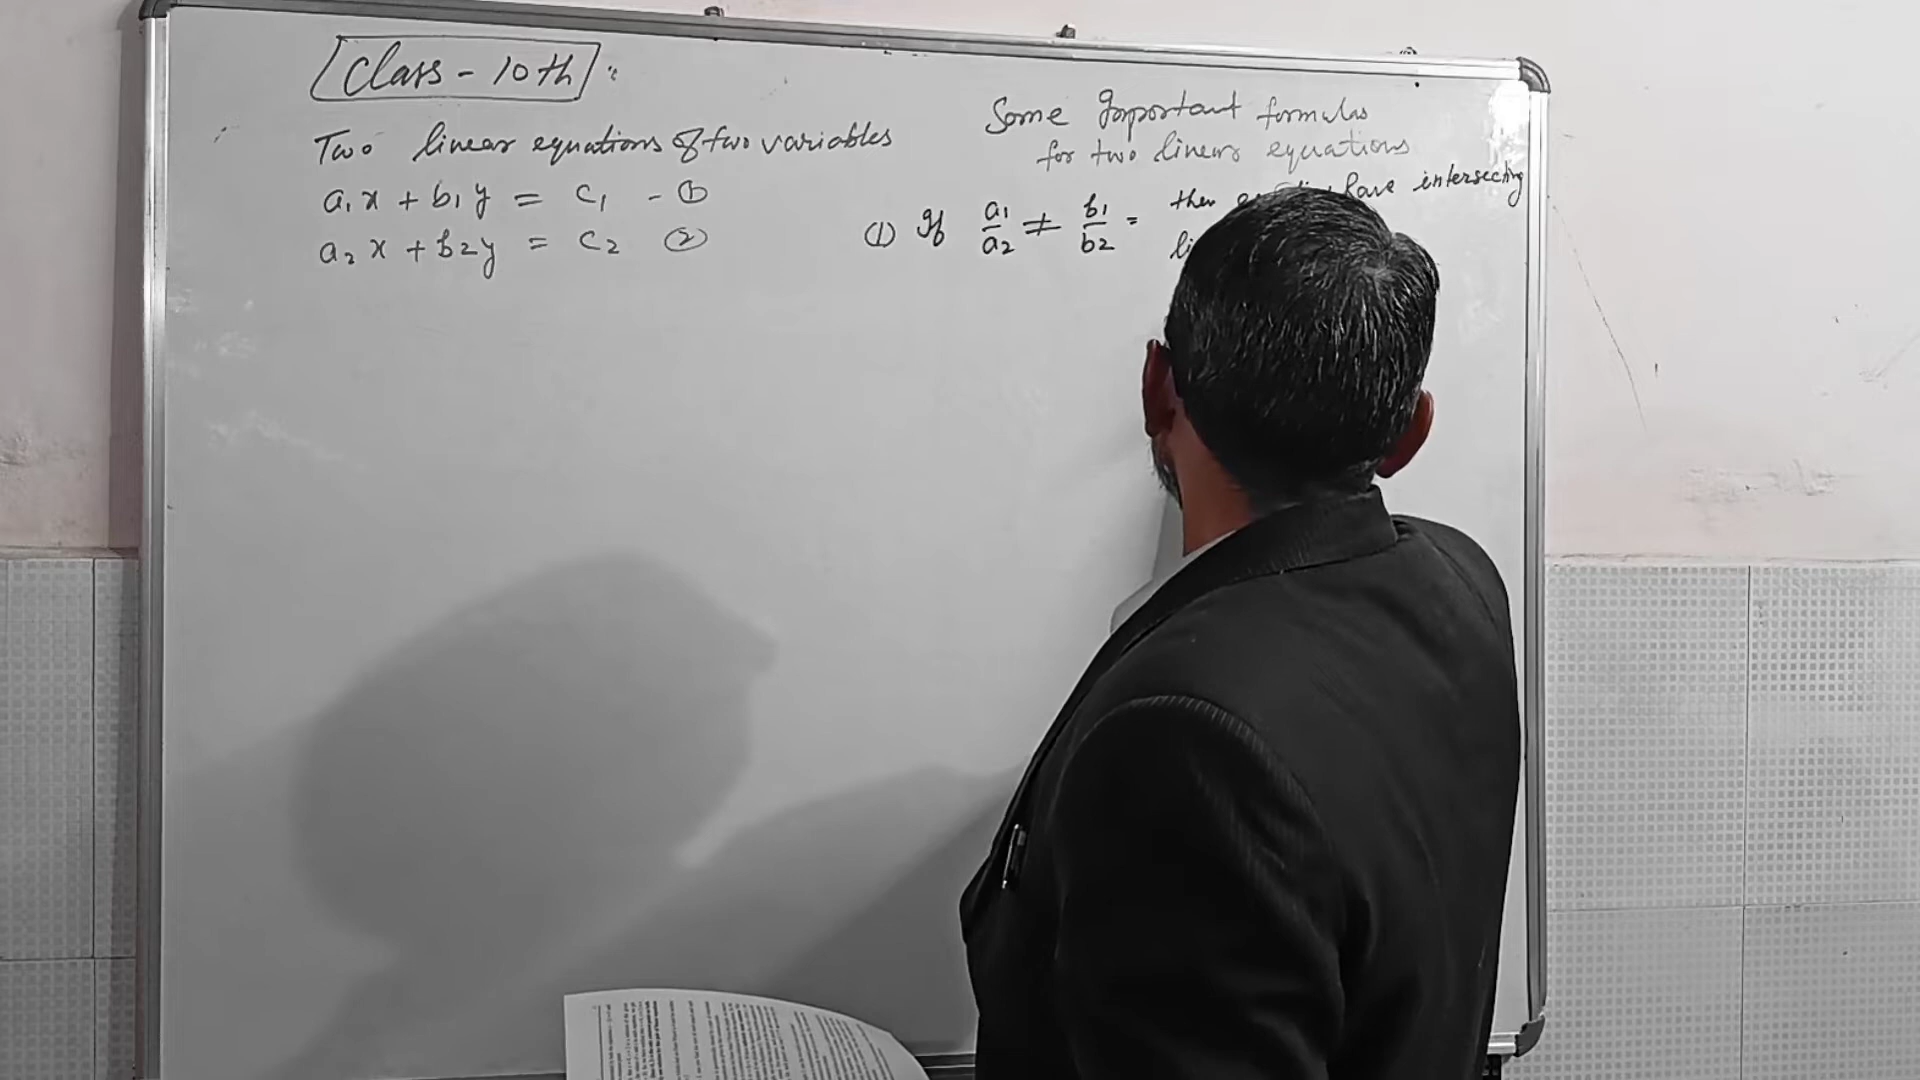 Class - 10th :
Two linear equations of two variables
a₁x + b₁y = c₁ - ①
a₂x + b₂y = c₂ ②
Some Important formulas
for two linear equations
(1) If a₁/a₂ ≠ b₁/b₂ = then have intersecting